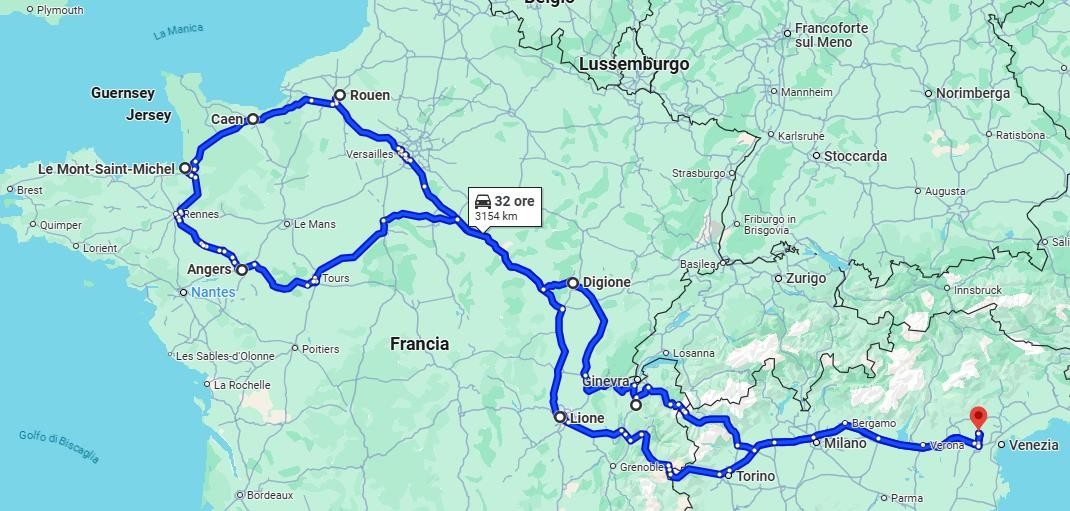 Belgio
Plymouth
La Manica
Francoforte
sul Meno
Lussemburgo
Guernsey
Mannheim
Norimberga
Rouen
Jersey
Caen
Karlsruhe
Ratisbona
Versailles
Stoccarda
Le Mont-Saint-Michel
Strasburgo
Brest
Augusta
32 ore
3154 km
Rennes
Quimper
Le Mans
Friburgo in
Brisgovia
Lorient
Sali
Basilea
Angers
Tours
Digione
Zurigo
Innsbruck
Nantes
Francia
Poitiers
Losanna
Les Sables-d'Olonne
La Rochelle
Ginevra
Lione
Bergamo
Golfo di Biscaglia
Milano
Verona
Venezia
Grenoble
Torino
Bordeaux
Parma